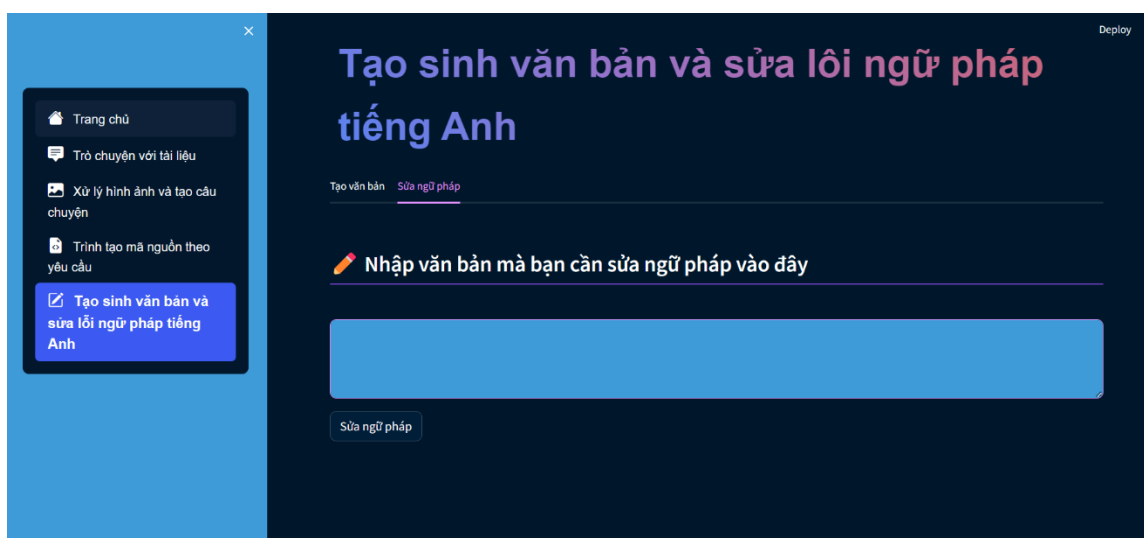 Deploy
Trang chủ
Trò chuyện với tài liệu
Xử lý hình ảnh và tạo câu
chuyện
Trình tạo mã nguồn theo
yêu cầu
Tạo sinh văn bản và
sửa lỗi ngữ pháp tiếng
Anh
Tạo sinh văn bản và sửa lôi ngữ pháp
tiếng Anh
Tạo văn bản Sửa ngữ pháp
Nhập văn bản mà bạn cần sửa ngữ pháp vào đây
Sửa ngữ pháp